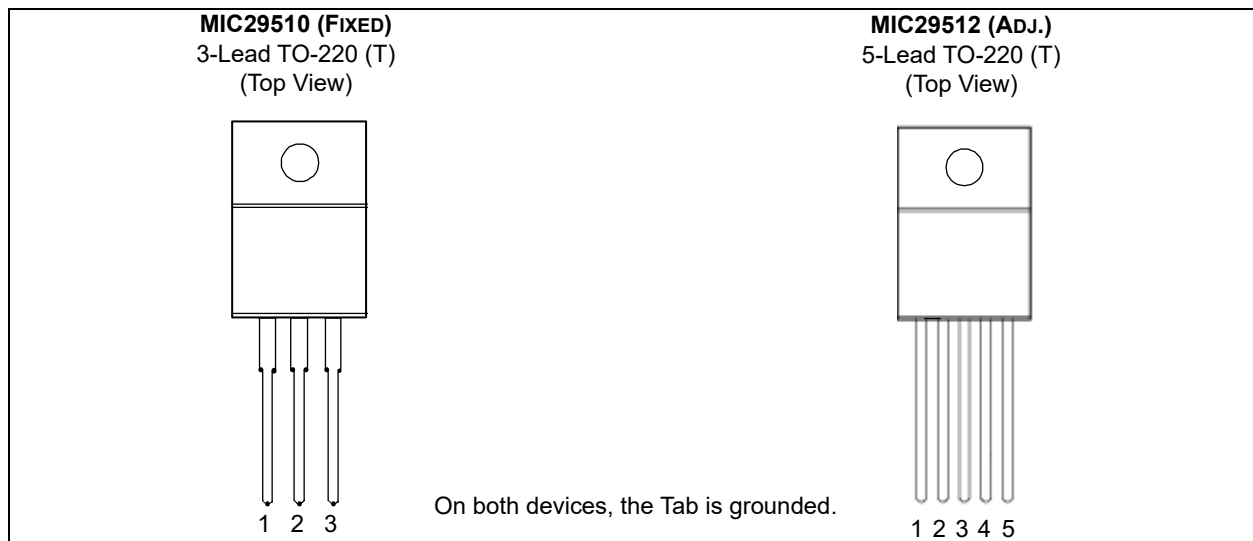 MIC29510 (FIXED)
3-Lead TO-220 (T)
(Top View)
MIC29512 (ADJ.)
5-Lead TO-220 (T)
(Top View)
1 2 3
On both devices, the Tab is grounded.
1 2 3 4 5